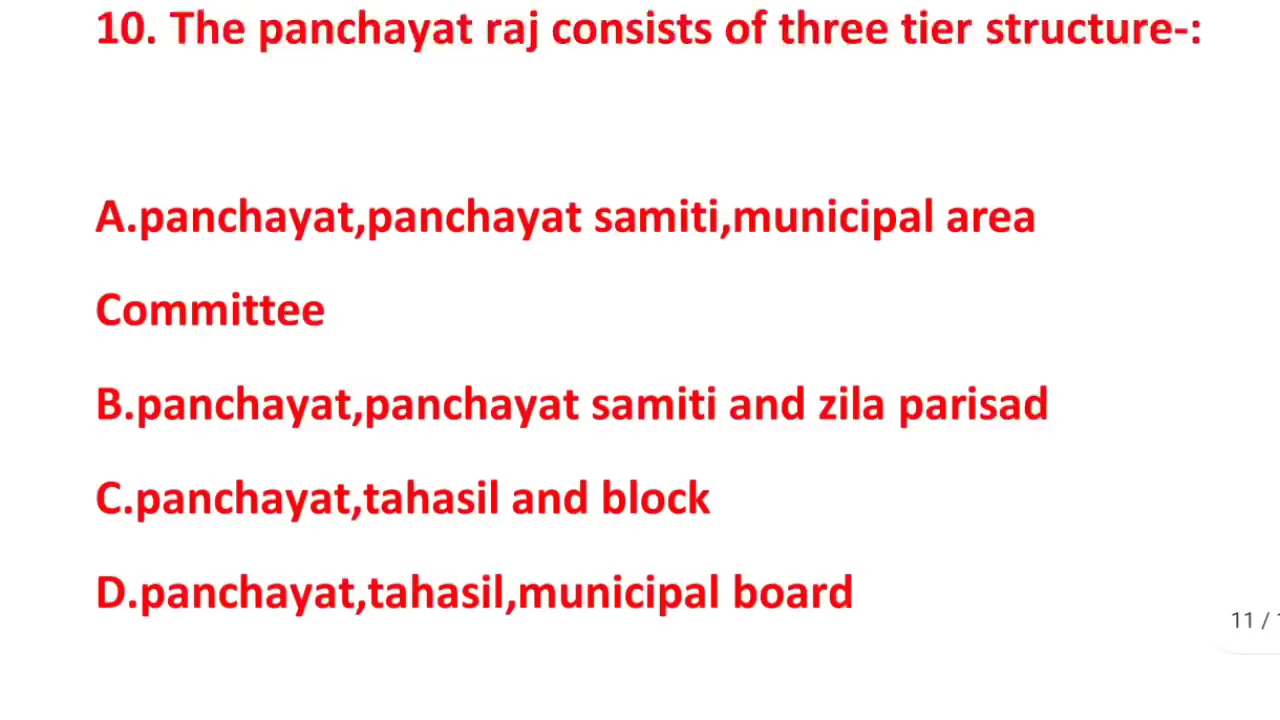 10. The panchayat raj consists of three tier structure-:
A.panchayat,panchayat samiti,municipal area
Committee
B.panchayat,panchayat samiti and zila parisad
C.panchayat,tahasil and block
D.panchayat,tahasil,municipal board
11 /